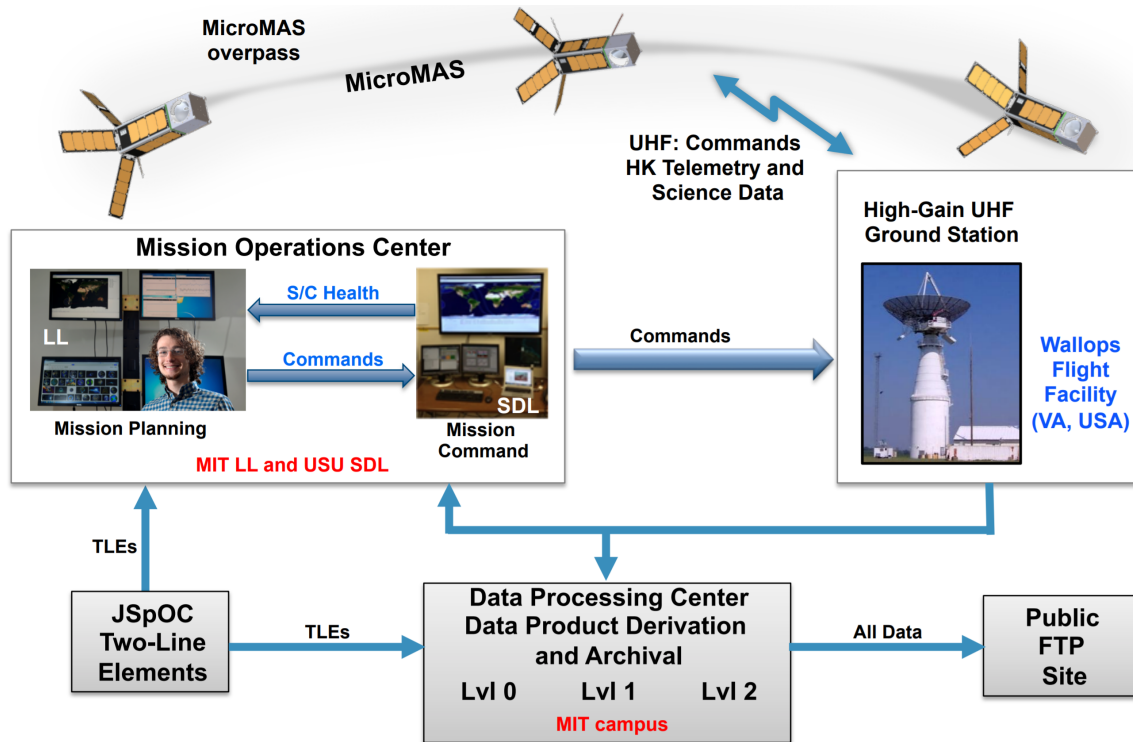 MicroMAS
overpass
MicroMAS
UHF: Commands
HK Telemetry and
Science Data
High-Gain UHF
Ground Station
Wallops
Flight
Facility
(VA, USA)
Mission Operations Center
LL
S/C Health
Commands
SDL
Mission Planning
Mission
Command
MIT LL and USU SDL
Commands
TLEs
JSpOC
Two-Line
Elements
TLEs
Data Processing Center
Data Product Derivation
and Archival
Lvl 0 Lvl 1 Lvl 2
MIT campus
All Data
Public
FTP
Site